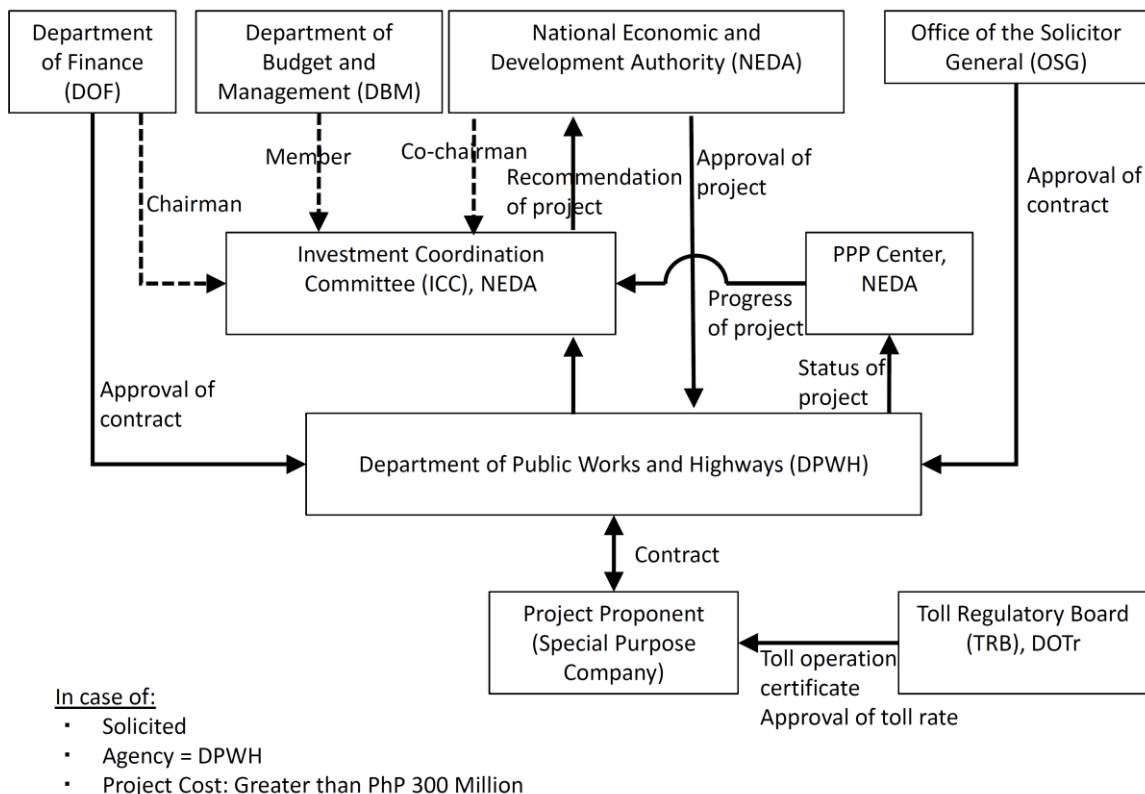 Department
of Finance
(DOF)
Department of
Budget and
Management (DBM)
National Economic and
Development Authority (NEDA)
Office of the Solicitor
General (OSG)
Member
Co-chairman
Chairman
Recommendation
of project
Approval of
project
Approval of
contract
Investment Coordination
Committee (ICC), NEDA
PPP Center,
NEDA
Progress
of project
Approval of
contract
Status of
project
Department of Public Works and Highways (DPWH)
Contract
Project Proponent
(Special Purpose
Company)
Toll Regulatory Board
(TRB), DOTr
Toll operation
certificate
Approval of toll rate
In case of:
▪ Solicited
▪ Agency = DPWH
▪ Project Cost: Greater than PhP 300 Million